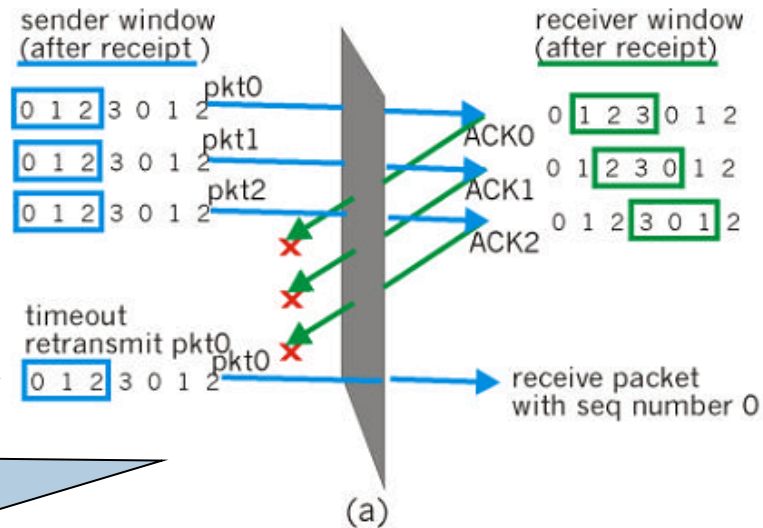 sender window
(after receipt )
receiver window
(after receipt)
pkt0
0 1 2 3 0 1 2
ACK0
0 1 2 3 0 1 2
pkt1
0 1 2 3 0 1 2
ACK1
0 1 2 3 0 1 2
pkt2
0 1 2 3 0 1 2
ACK2
0 1 2 3 0 1 2
timeout
retransmit pkt0
pkt0
0 1 2 3 0 1 2
receive packet
with seq number 0
(a)